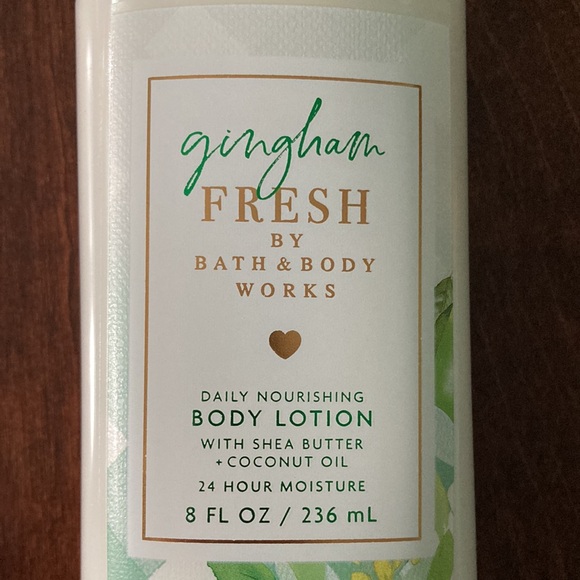 gingham
FRESH
BY
BATH & BODY
WORKS
DAILY NOURISHING
BODY LOTION
WITH SHEA BUTTER
+ COCONUT OIL
24 HOUR MOISTURE
8 FL OZ / 236 mL